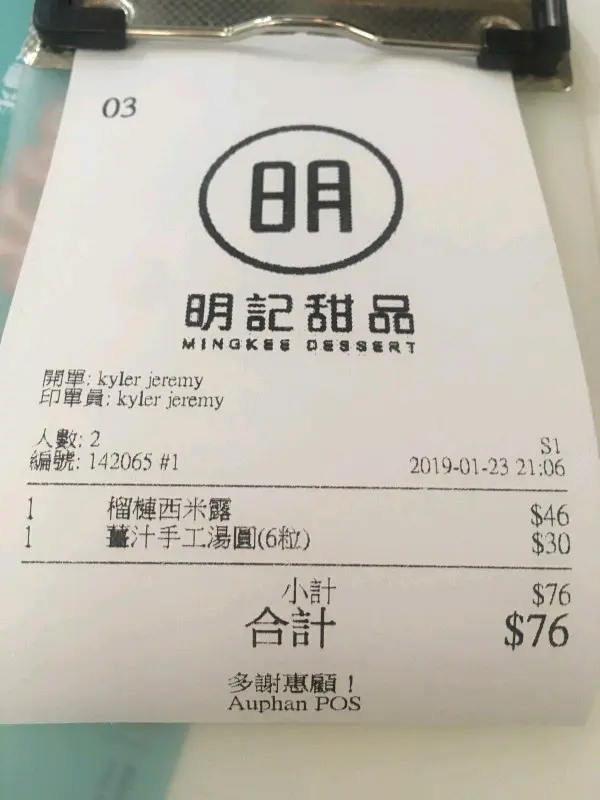 03
明
明記甜品
MINGKEE DESSERT
開單: kyler jeremy
印單員: kyler jeremy
人數: 2
S1
編號: 142065 #1 2019-01-23 21:06
1 榴槤西米露 $46
1 薑汁手工湯圓(6粒) $30
小計 $76
合計 $76
多謝惠顧！
Auphan POS